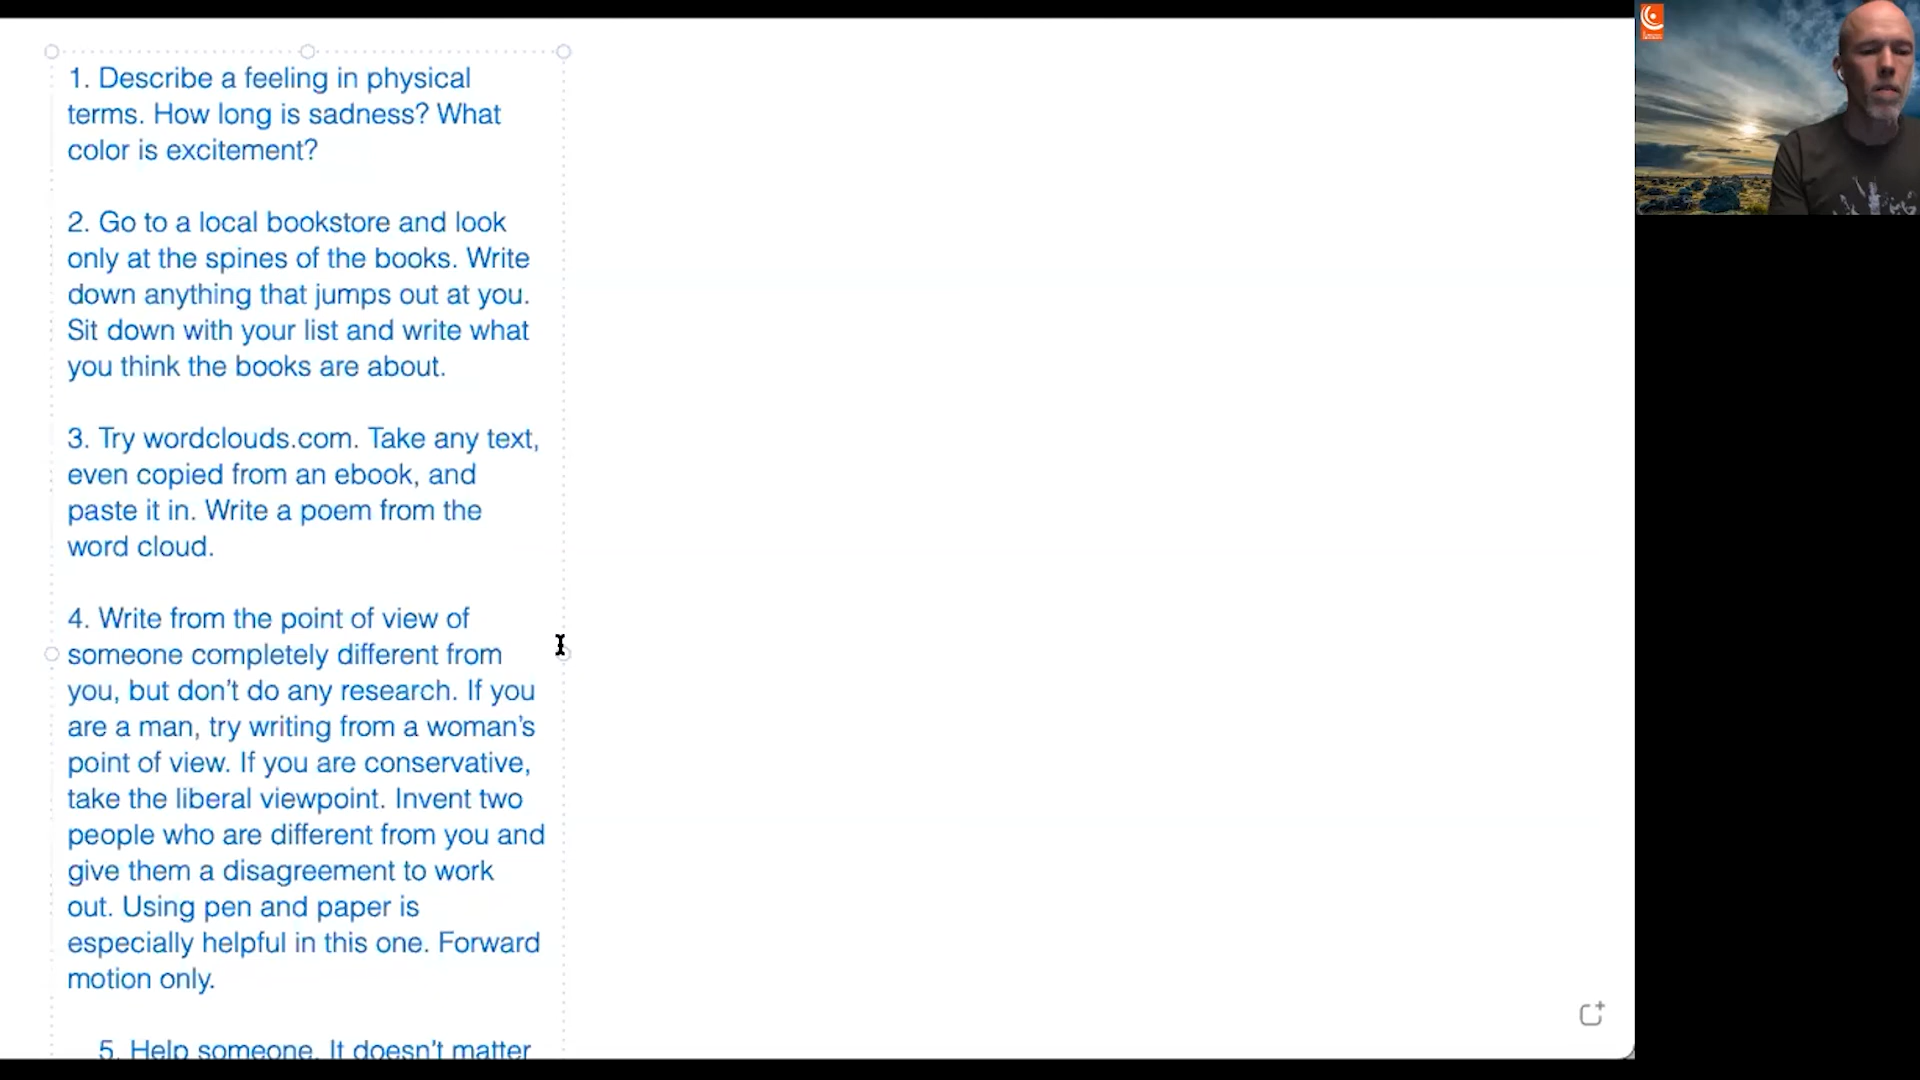 1. Describe a feeling in physical
terms. How long is sadness? What
color is excitement?
2. Go to a local bookstore and look
only at the spines of the books. Write
down anything that jumps out at you.
Sit down with your list and write what
you think the books are about.
3. Try wordclouds.com. Take any text,
even copied from an ebook, and
paste it in. Write a poem from the
word cloud.
4. Write from the point of view of
someone completely different from
you, but don’t do any research. If you
are a man, try writing from a woman’s
point of view. If you are conservative,
take the liberal viewpoint. Invent two
people who are different from you and
give them a disagreement to work
out. Using pen and paper is
especially helpful in this one. Forward
motion only.
5. Help someone. It doesn’t matter